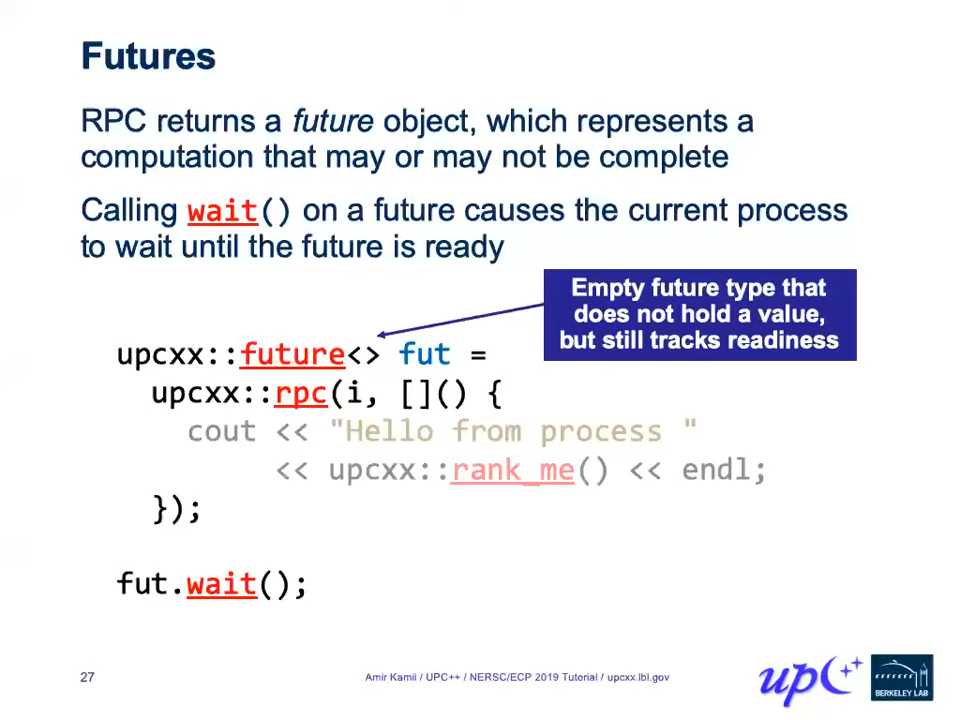 Futures
RPC returns a future object, which represents a
computation that may or may not be complete
Calling wait() on a future causes the current process
to wait until the future is ready
Empty future type that
does not hold a value,
but still tracks readiness
upcxx::future<> fut =
upcxx::rpc(i, []() {
cout << "Hello from process "
<< upcxx::rank_me() << endl;
});
fut.wait();
27
Amir Kamil / UPC++ / NERSC/ECP 2019 Tutorial / upcxx.lbl.gov
UPC++
BERKELEY LAB